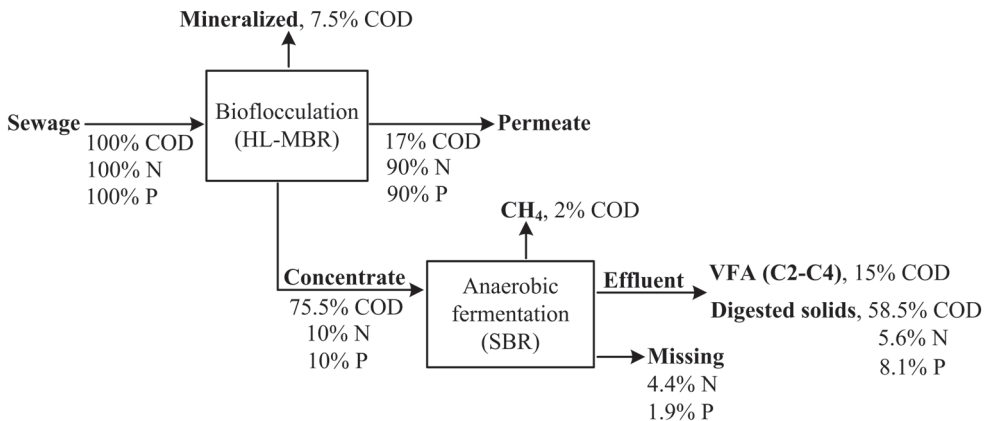 Mineralized, 7.5% COD
Bioflocculation
(HL-MBR)
Sewage
100% COD
100% N
100% P
Permeate
17% COD
90% N
90% P
CH4, 2% COD
Concentrate
75.5% COD
10% N
10% P
Anaerobic
fermentation
(SBR)
Effluent
VFA (C2-C4), 15% COD
Digested solids, 58.5% COD
5.6% N
8.1% P
Missing
4.4% N
1.9% P